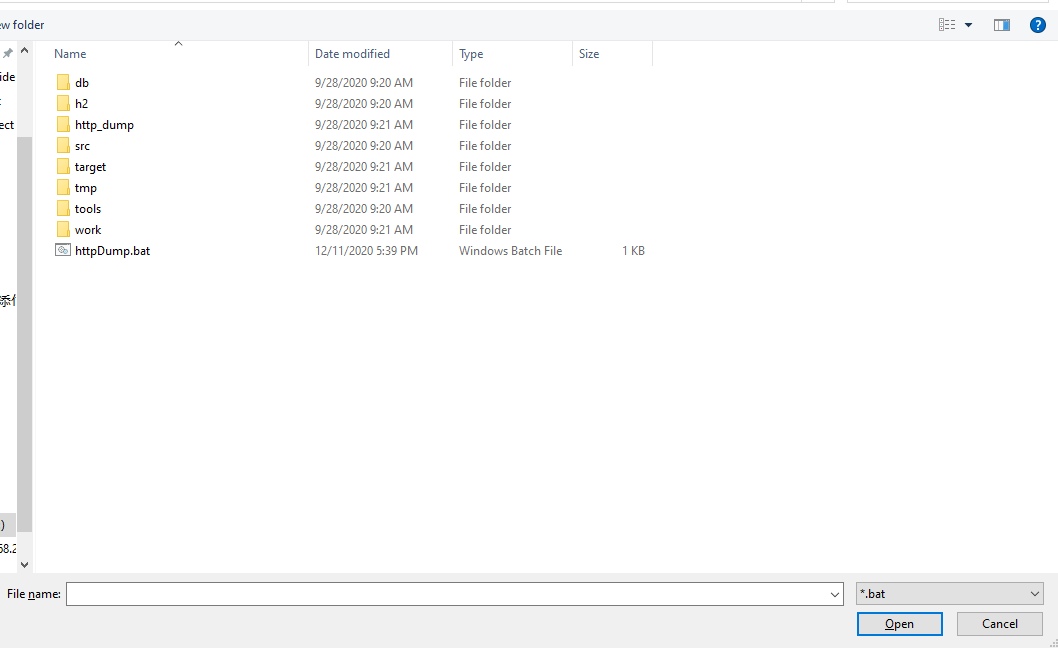 ew folder
Name Date modified Type Size
ide
db 9/28/2020 9:20 AM File folder
h2 9/28/2020 9:20 AM File folder
ect
http_dump 9/28/2020 9:21 AM File folder
src 9/28/2020 9:20 AM File folder
target 9/28/2020 9:21 AM File folder
tmp 9/28/2020 9:21 AM File folder
tools 9/28/2020 9:20 AM File folder
work 9/28/2020 9:21 AM File folder
httpDump.bat 12/11/2020 5:39 PM Windows Batch File 1 KB
)
68.2
File name: *.bat
Open Cancel